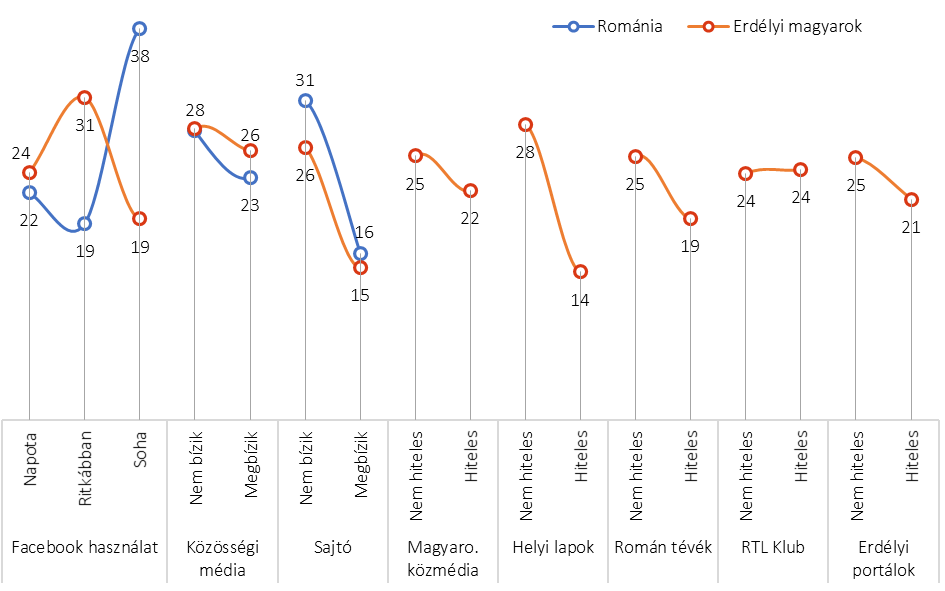 Románia
Erdélyi magyarok
38
31
24
22
19
19
28
26
23
31
26
16
15
25
22
28
14
25
19
24
24
25
21
Napota
Ritkábban
Soha
Nem bízik
Megbízik
Nem bízik
Megbízik
Nem hiteles
Hiteles
Nem hiteles
Hiteles
Nem hiteles
Hiteles
Nem hiteles
Hiteles
Nem hiteles
Hiteles
Facebook használat
Közösségi
média
Sajtó
Magyaro.
közmédia
Helyi lapok
Román tévék
RTL Klub
Erdélyi
portálok